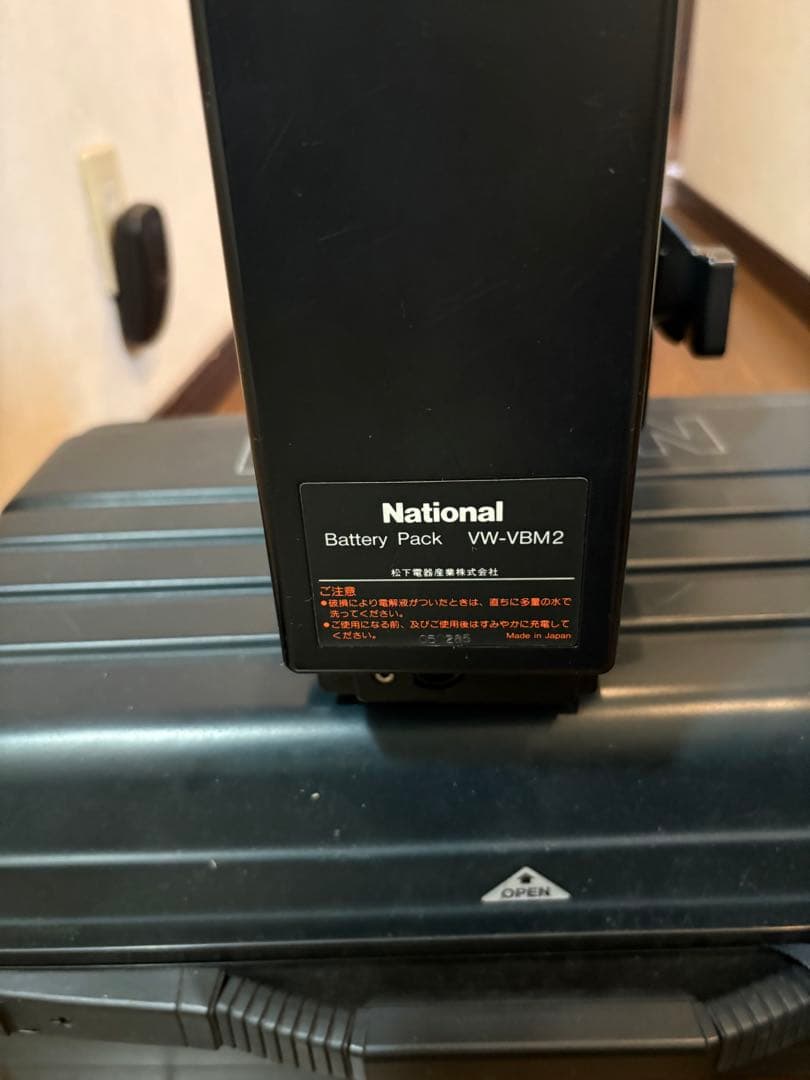 National
Battery Pack VW-VBM2
松下電器産業株式会社
ご注意
●破損により電解液がついたときは、直ちに多量の水で
洗ってください。
●ご使用になる前、及びご使用後はすみやかに充電して
ください。
Made in Japan
OPEN